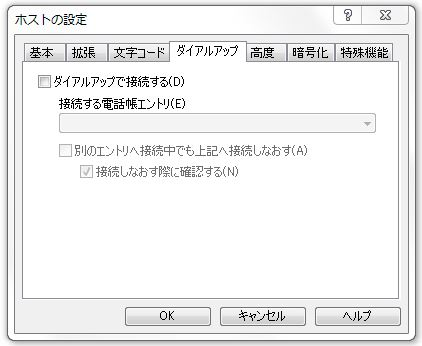 ホストの設定
基本 拡張 文字コード ダイアルアップ 高度 暗号化 特殊機能
ダイアルアップで接続する(D)
接続する電話帳エントリ(E)
別のエントリへ接続中でも上記へ接続しなおす(A)
接続しなおす際に確認する(N)
OK キャンセル ヘルプ